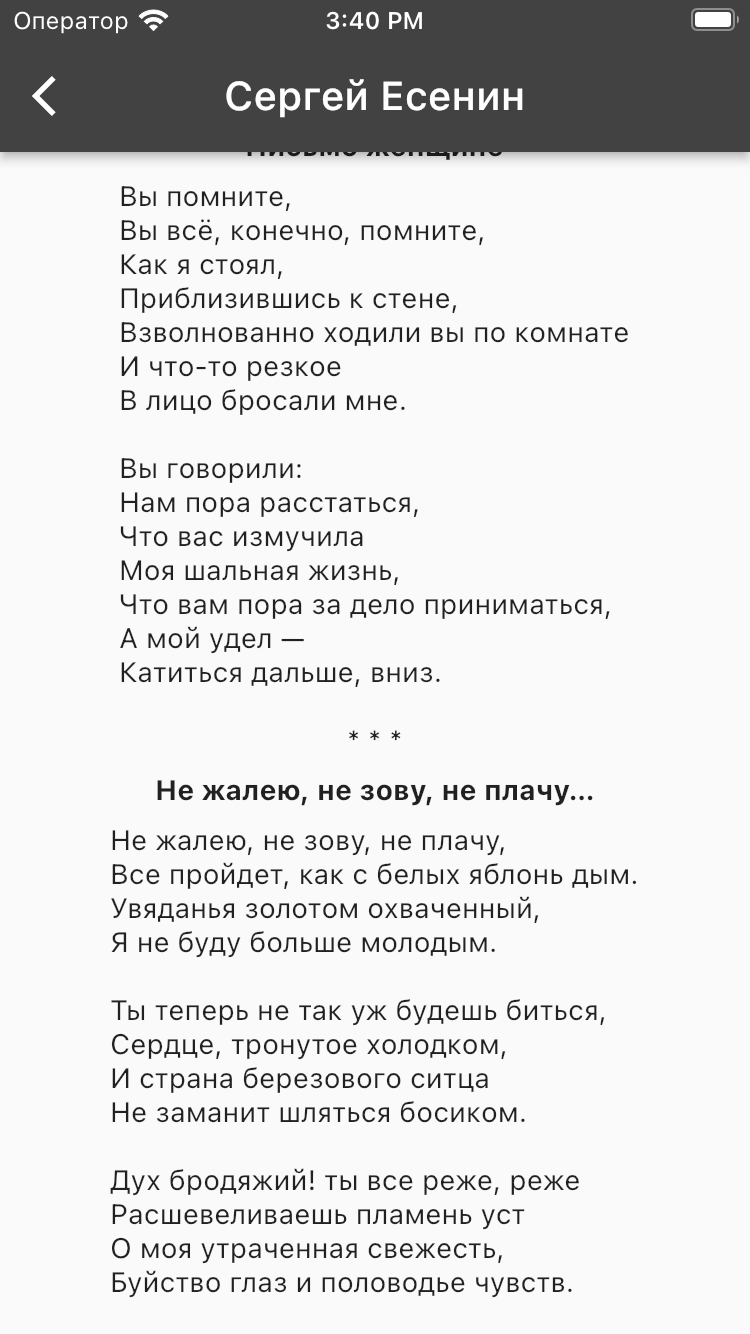 Оператор
3:40 PM
Сергей Есенин
Письмо женщине
Вы помните,
Вы всё, конечно, помните,
Как я стоял,
Приблизившись к стене,
Взволнованно ходили вы по комнате
И что-то резкое
В лицо бросали мне.
Вы говорили:
Нам пора расстаться,
Что вас измучила
Моя шальная жизнь,
Что вам пора за дело приниматься,
А мой удел —
Катиться дальше, вниз.
* * *
Не жалею, не зову, не плачу...
Не жалею, не зову, не плачу,
Все пройдет, как с белых яблонь дым.
Увяданья золотом охваченный,
Я не буду больше молодым.
Ты теперь не так уж будешь биться,
Сердце, тронутое холодком,
И страна березового ситца
Не заманит шляться босиком.
Дух бродяжий! ты все реже, реже
Расшевеливаешь пламень уст
О моя утраченная свежесть,
Буйство глаз и половодье чувств.